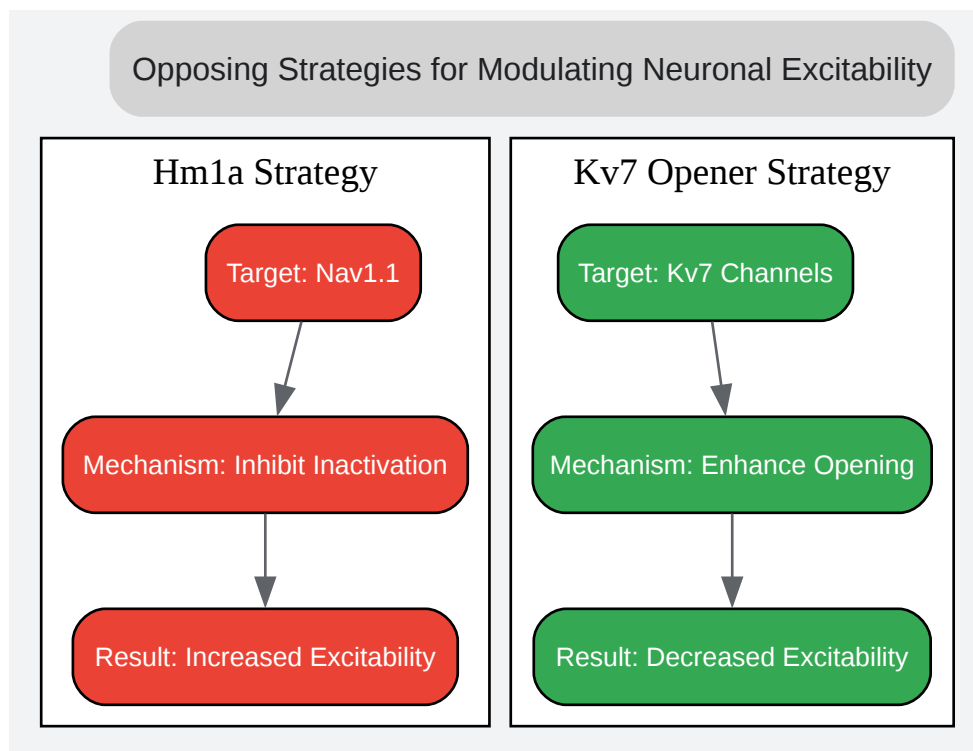 Opposing Strategies for Modulating Neuronal Excitability
Hm1a Strategy
Target: Nav1.1
Mechanism: Inhibit Inactivation
Result: Increased Excitability
Kv7 Opener Strategy
Target: Kv7 Channels
Mechanism: Enhance Opening
Result: Decreased Excitability